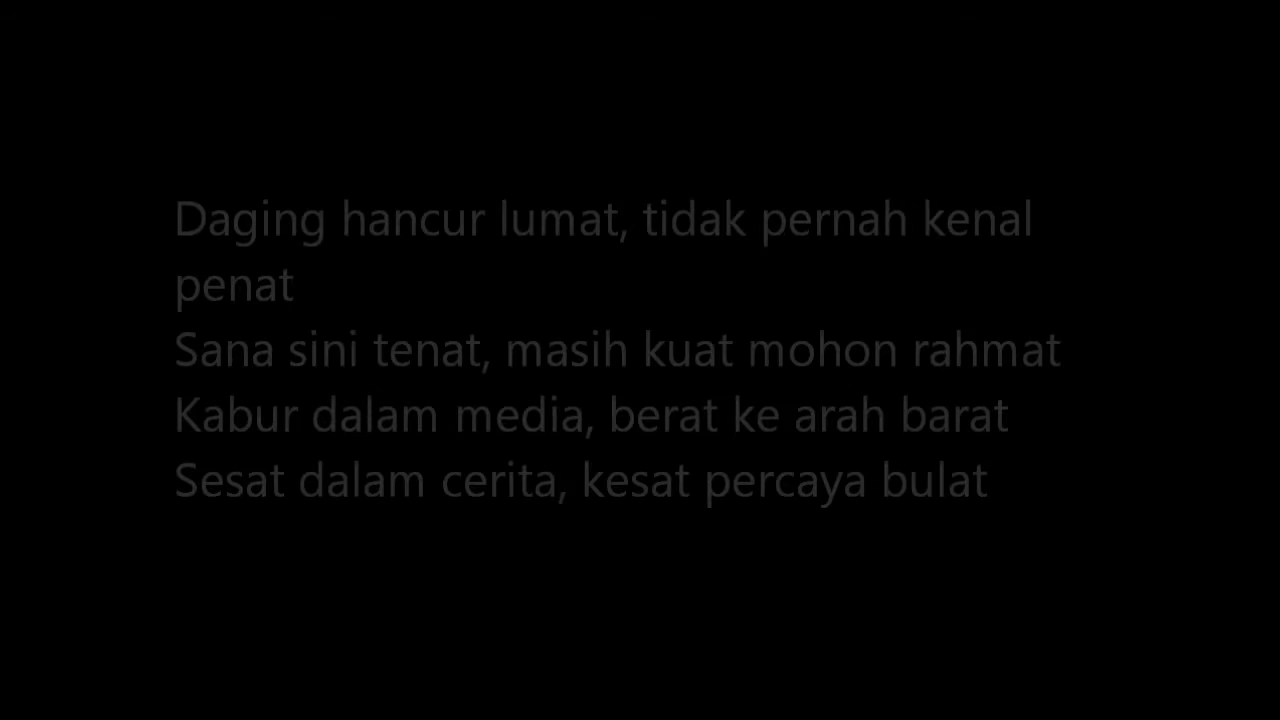 Daging hancur lumat, tidak pernah kenal
penat
Sana sini tenat, masih kuat mohon rahmat
Kabur dalam media, berat ke arah barat
Sesat dalam cerita, kesat percaya bulat